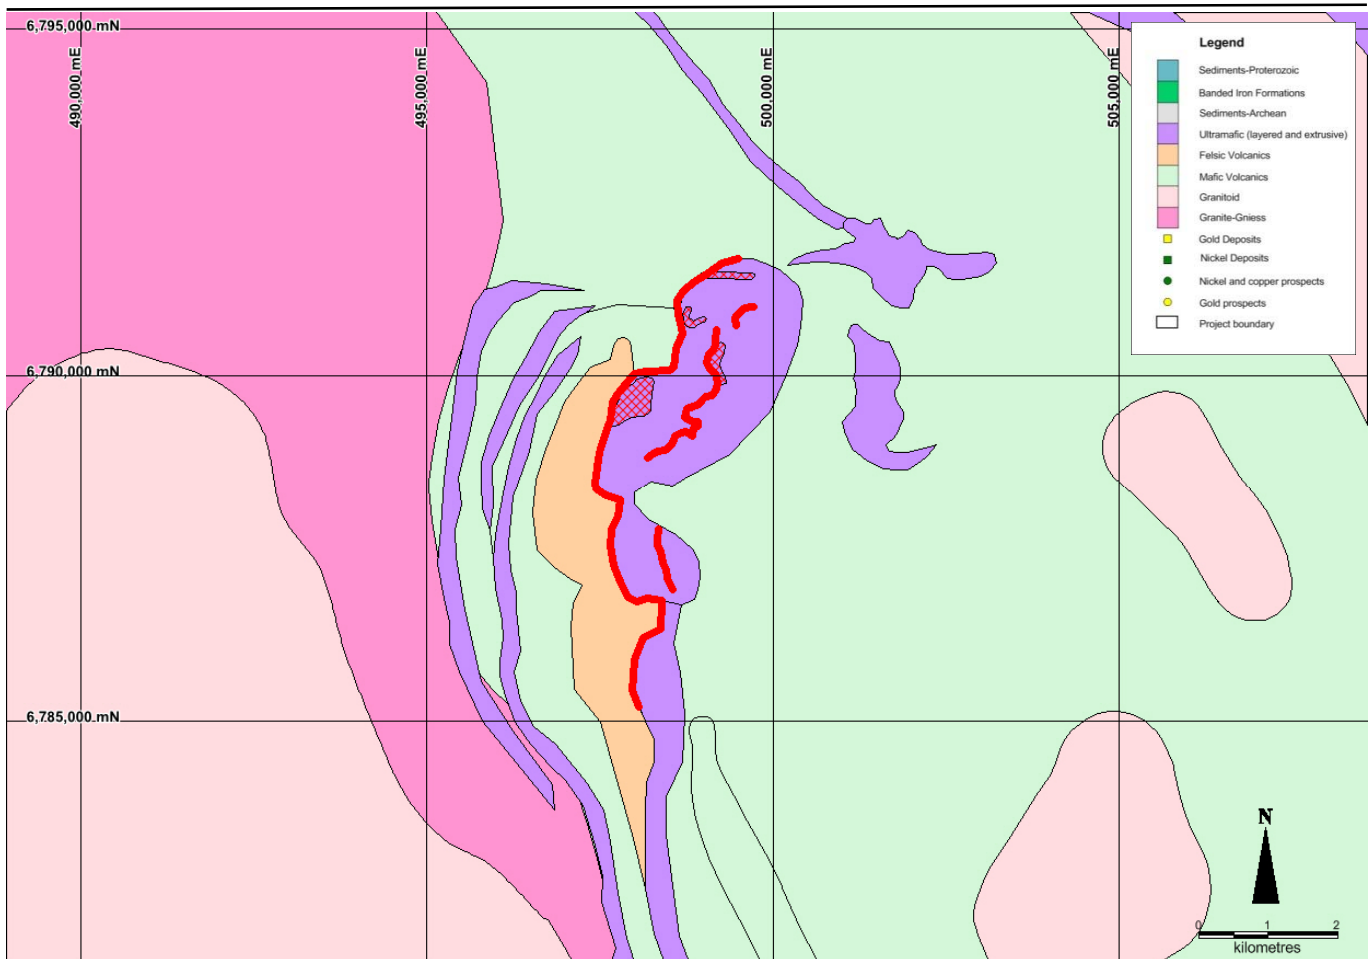 6,795,000 mN
490,000 mE
495,000 mE
500,000 mE
505,000 mE
Legend
Sediments-Proterozoic
Banded Iron Formations
Sediments-Archean
Ultramafic (layered and extrusive)
Felsic Volcanics
Mafic Volcanics
Granitoid
Granite-Gniess
Gold Deposits
Nickel Deposits
Nickel and copper prospects
Gold prospects
Project boundary
6,790,000 mN
6,785,000 mN
N
0 1 2
kilometres